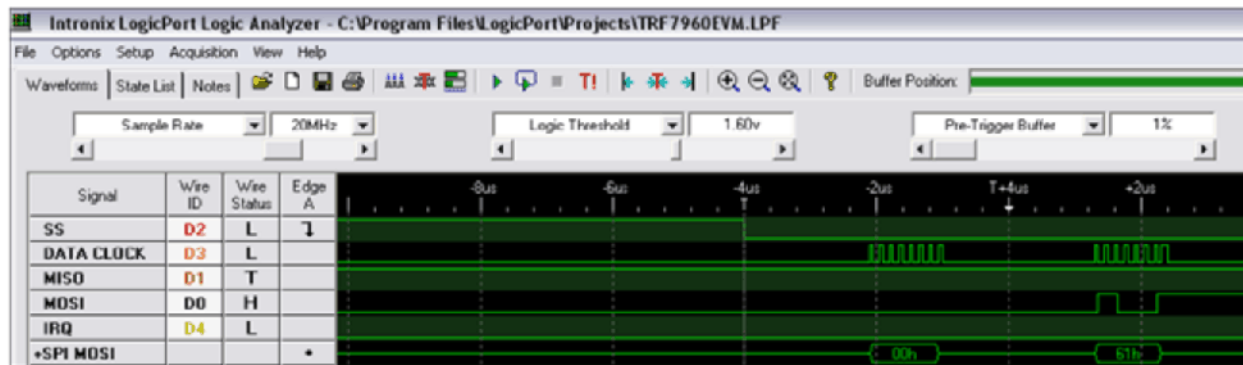 Intronix LogicPort Logic Analyzer - C:\Program Files\LogicPort\Projects\TRF7960EVM.LPF
File Options Setup Acquisition View Help
Waveforms State List Notes T! Buffer Position:
Sample Rate 20MHz Logic Threshold 1.60v Pre-Trigger Buffer 1%
Signal Wire ID Wire Status Edge A -8us -6us -4us -2us T+4us +2us
T
SS D2 L
DATA CLOCK D3 L
MISO D1 T
MOSI D0 H
IRQ D4 L
+SPI MOSI 00h 61h